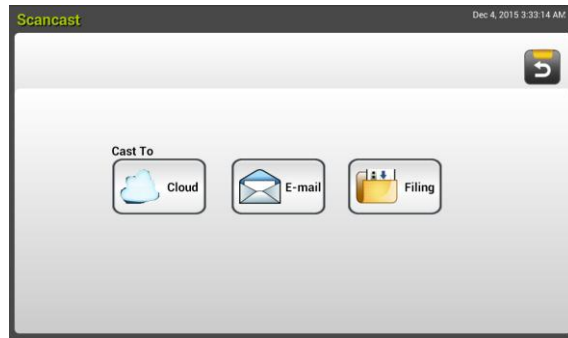 Scancast
Dec 4, 2015 3:33:14 AM
Cast To
Cloud
E-mail
Filing